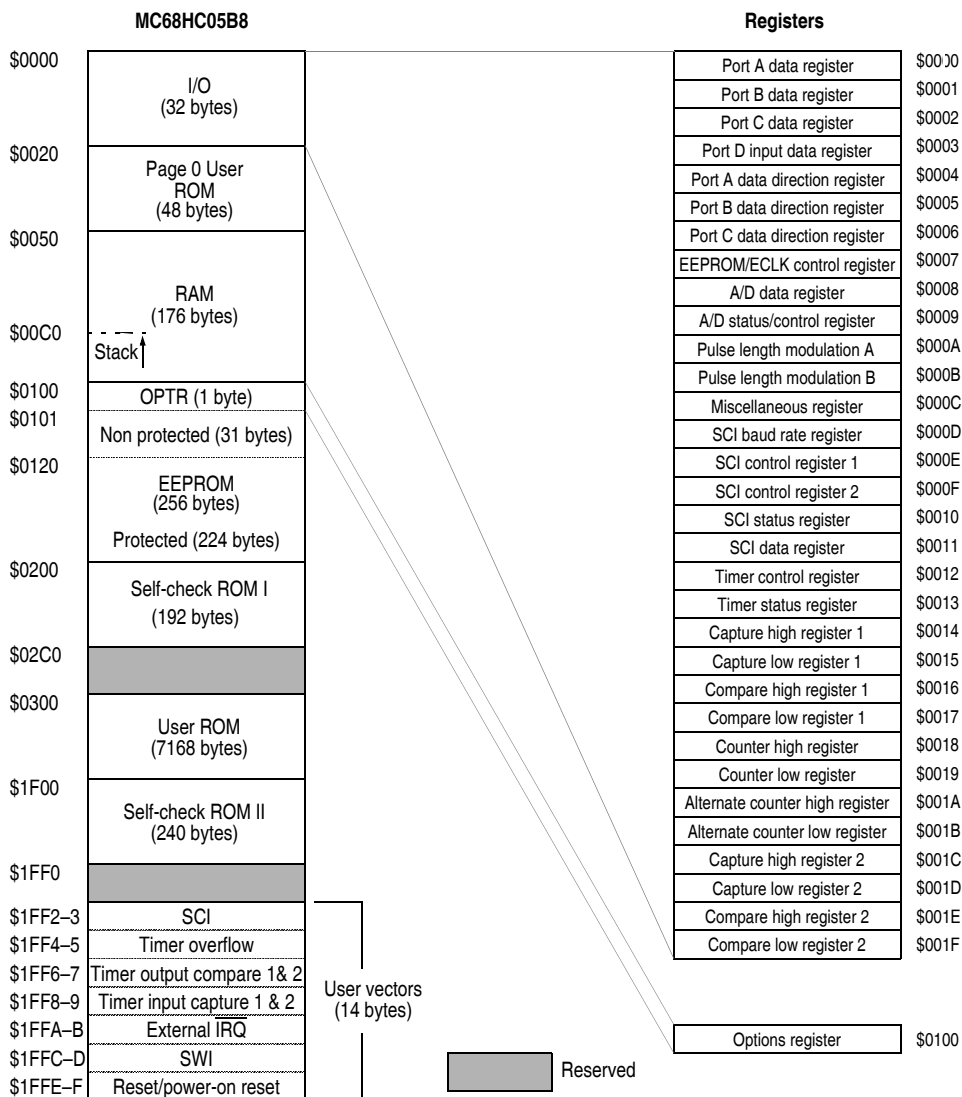 MC68HC05B8
$0000
I/O
(32 bytes)
$0020
Page 0 User
ROM
(48 bytes)
$0050
RAM
(176 bytes)
$00C0
Stack
$0100
OPTR (1 byte)
$0101
Non protected (31 bytes)
$0120
EEPROM
(256 bytes)
Protected (224 bytes)
$0200
Self-check ROM I
(192 bytes)
$02C0
$0300
User ROM
(7168 bytes)
$1F00
Self-check ROM II
(240 bytes)
$1FF0
$1FF2–3 SCI
$1FF4–5 Timer overflow
$1FF6–7 Timer output compare 1& 2
$1FF8–9 Timer input capture 1 & 2
$1FFA–B External IRQ
$1FFC–D SWI
$1FFE–F Reset/power-on reset
User vectors
(14 bytes)
Reserved
Registers
Port A data register $0000
Port B data register $0001
Port C data register $0002
Port D input data register $0003
Port A data direction register $0004
Port B data direction register $0005
Port C data direction register $0006
EEPROM/ECLK control register $0007
A/D data register $0008
A/D status/control register $0009
Pulse length modulation A $000A
Pulse length modulation B $000B
Miscellaneous register $000C
SCI baud rate register $000D
SCI control register 1 $000E
SCI control register 2 $000F
SCI status register $0010
SCI data register $0011
Timer control register $0012
Timer status register $0013
Capture high register 1 $0014
Capture low register 1 $0015
Compare high register 1 $0016
Compare low register 1 $0017
Counter high register $0018
Counter low register $0019
Alternate counter high register $001A
Alternate counter low register $001B
Capture high register 2 $001C
Capture low register 2 $001D
Compare high register 2 $001E
Compare low register 2 $001F
Options register $0100